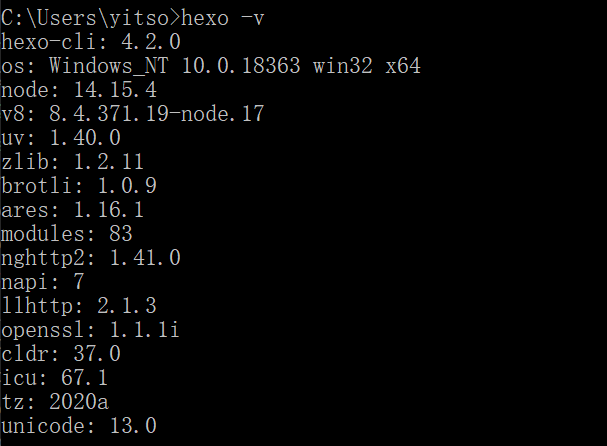 C:\Users\yitso>hexo -v
hexo-cli: 4.2.0
os: Windows_NT 10.0.18363 win32 x64
node: 14.15.4
v8: 8.4.371.19-node.17
uv: 1.40.0
zlib: 1.2.11
brotli: 1.0.9
ares: 1.16.1
modules: 83
nghttp2: 1.41.0
napi: 7
llhttp: 2.1.3
openssl: 1.1.1i
cldr: 37.0
icu: 67.1
tz: 2020a
unicode: 13.0